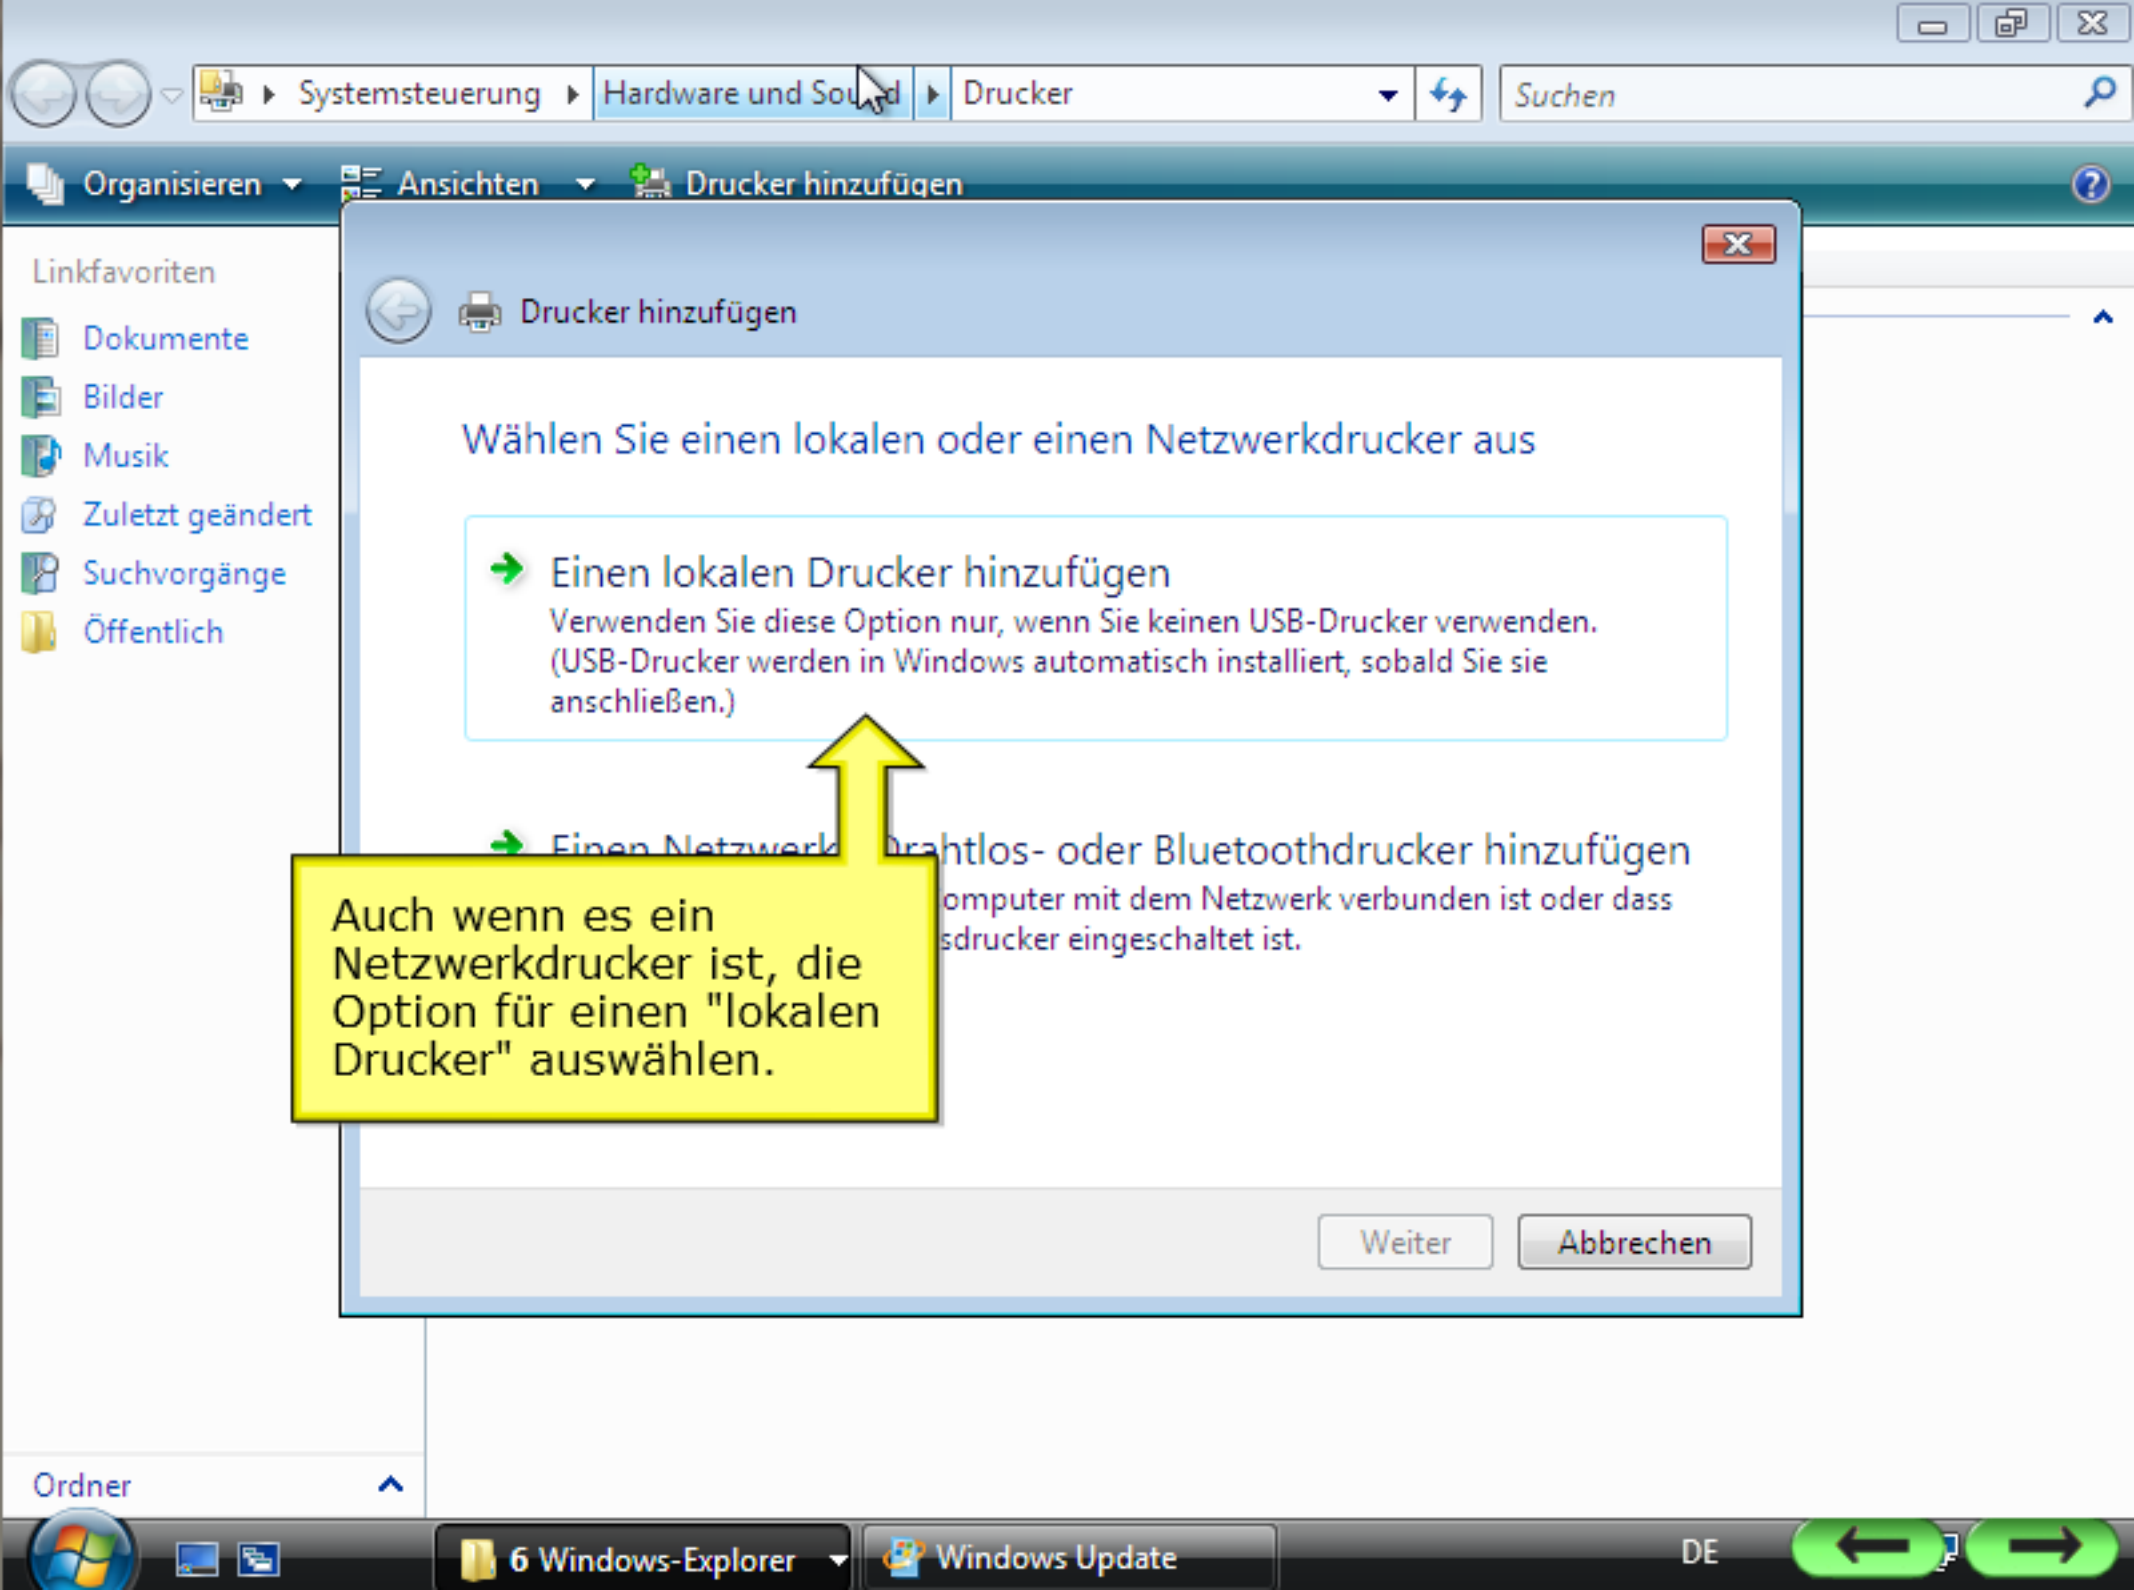 Systemsteuerung Hardware und Sound Drucker Suchen
Organisieren Ansichten Drucker hinzufügen
Linkfavoriten
Dokumente
Bilder
Musik
Zuletzt geändert
Suchvorgänge
Öffentlich
Drucker hinzufügen
Wählen Sie einen lokalen oder einen Netzwerkdrucker aus
Einen lokalen Drucker hinzufügen
Verwenden Sie diese Option nur, wenn Sie keinen USB-Drucker verwenden.
(USB-Drucker werden in Windows automatisch installiert, sobald Sie sie
anschließen.)
Einen Netzwerk- Drahtlos- oder Bluetoothdrucker hinzufügen
mit dem Netzwerk verbunden ist oder dass
eingeschaltet ist.
Auch wenn es ein
Netzwerkdrucker ist, die
Option für einen "lokalen
Drucker" auswählen.
Weiter Abbrechen
Ordner
6 Windows-Explorer Windows Update DE